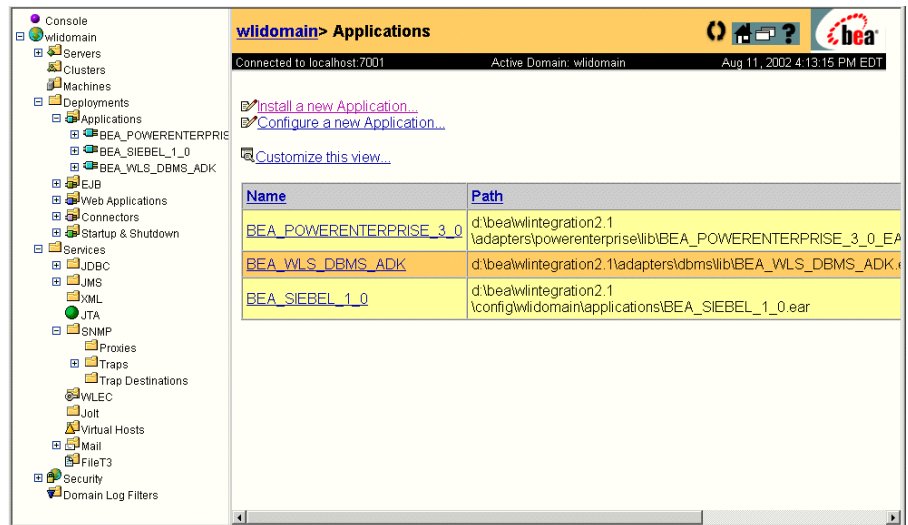 Console
wlidomain
Servers
Clusters
Machines
Deployments
Applications
BEA_POWERENTERPRIS
BEA_SIEBEL_1_0
BEA_WLS_DBMS_ADK
EJB
Web Applications
Connectors
Startup & Shutdown
Services
JDBC
JMS
XML
JTA
SNMP
Proxies
Traps
Trap Destinations
WLEC
Jolt
Virtual Hosts
Mail
FileT3
Security
Domain Log Filters
wlidomain> Applications
? bea
Connected to localhost:7001 Active Domain: wlidomain Aug 11, 2002 4:13:15 PM EDT
Install a new Application...
Configure a new Application...
Customize this view...
Name Path
BEA_POWERENTERPRISE_3_0 d:\bea\wlintegration2.1
\adapters\powerenterprise\lib\BEA_POWERENTERPRISE_3_0_EA
BEA_WLS_DBMS_ADK d:\bea\wlintegration2.1\adapters\dbms\lib\BEA_WLS_DBMS_ADK.e
BEA_SIEBEL_1_0 d:\bea\wlintegration2.1
\config\wlidomain\applications\BEA_SIEBEL_1_0.ear